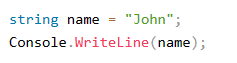 string name = "John";
Console.WriteLine(name);